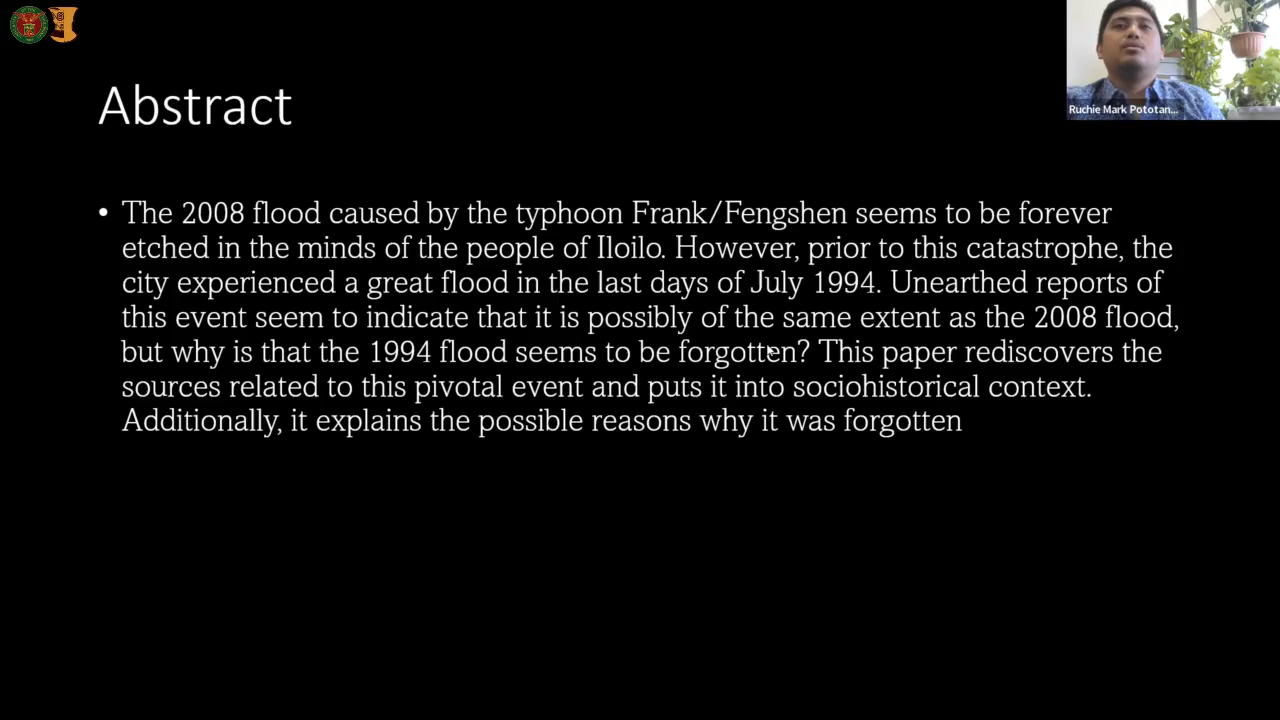 Ruchie Mark Pototan...
Abstract
• The 2008 flood caused by the typhoon Frank/Fengshen seems to be forever
etched in the minds of the people of Iloilo. However, prior to this catastrophe, the
city experienced a great flood in the last days of July 1994. Unearthed reports of
this event seem to indicate that it is possibly of the same extent as the 2008 flood,
but why is that the 1994 flood seems to be forgotten? This paper rediscovers the
sources related to this pivotal event and puts it into sociohistorical context.
Additionally, it explains the possible reasons why it was forgotten